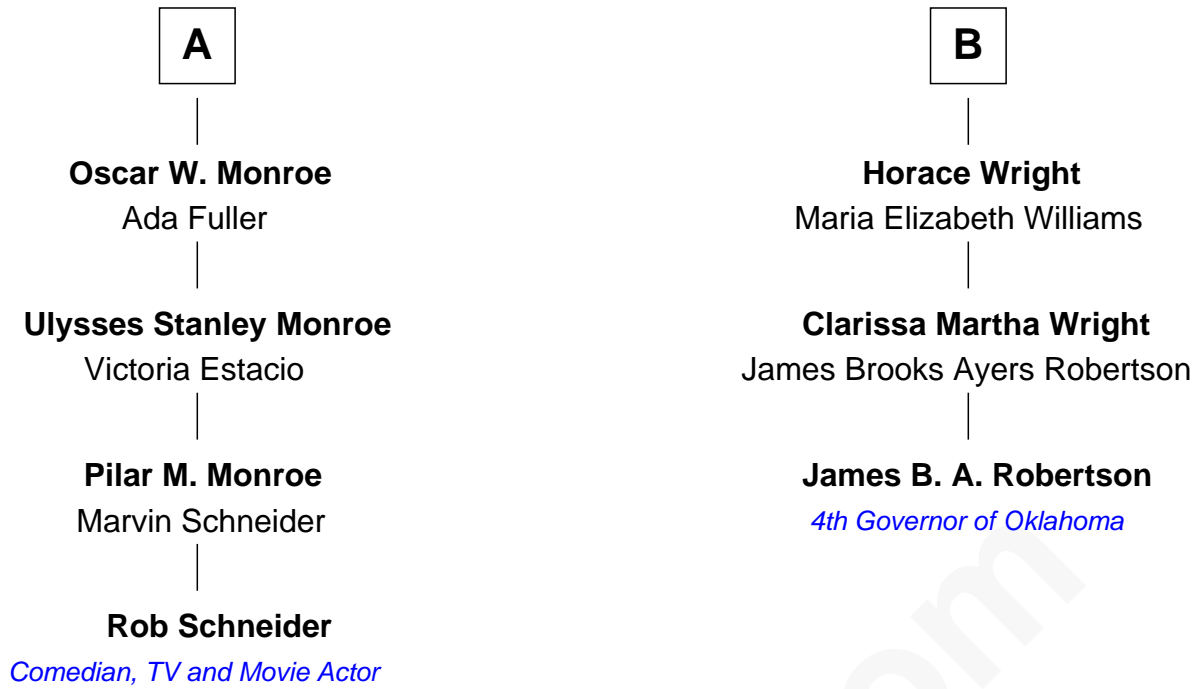 A
Oscar W. Monroe
Ada Fuller
Ulysses Stanley Monroe
Victoria Estacio
Pilar M. Monroe
Marvin Schneider
Rob Schneider
Comedian, TV and Movie Actor
B
Horace Wright
Maria Elizabeth Williams
Clarissa Martha Wright
James Brooks Ayers Robertson
James B. A. Robertson
4th Governor of Oklahoma
om